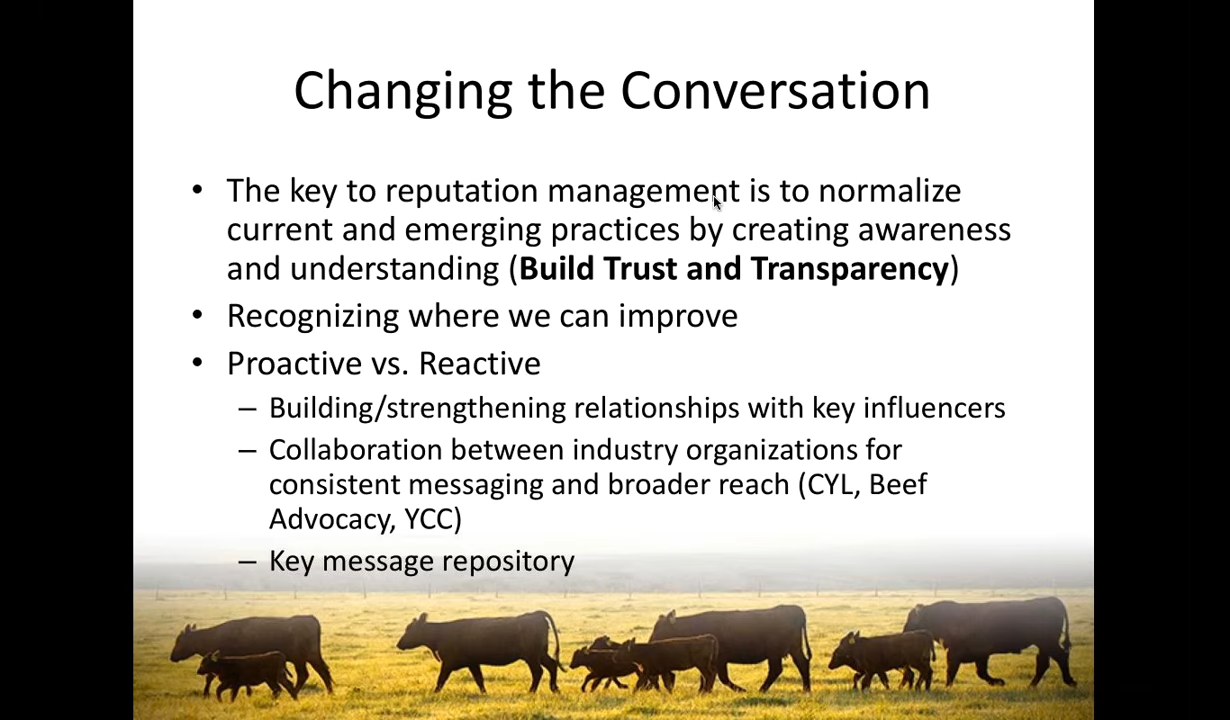 Changing the Conversation
• The key to reputation management is to normalize
current and emerging practices by creating awareness
and understanding (Build Trust and Transparency)
• Recognizing where we can improve
• Proactive vs. Reactive
– Building/strengthening relationships with key influencers
– Collaboration between industry organizations for
consistent messaging and broader reach (CYL, Beef
Advocacy, YCC)
– Key message repository